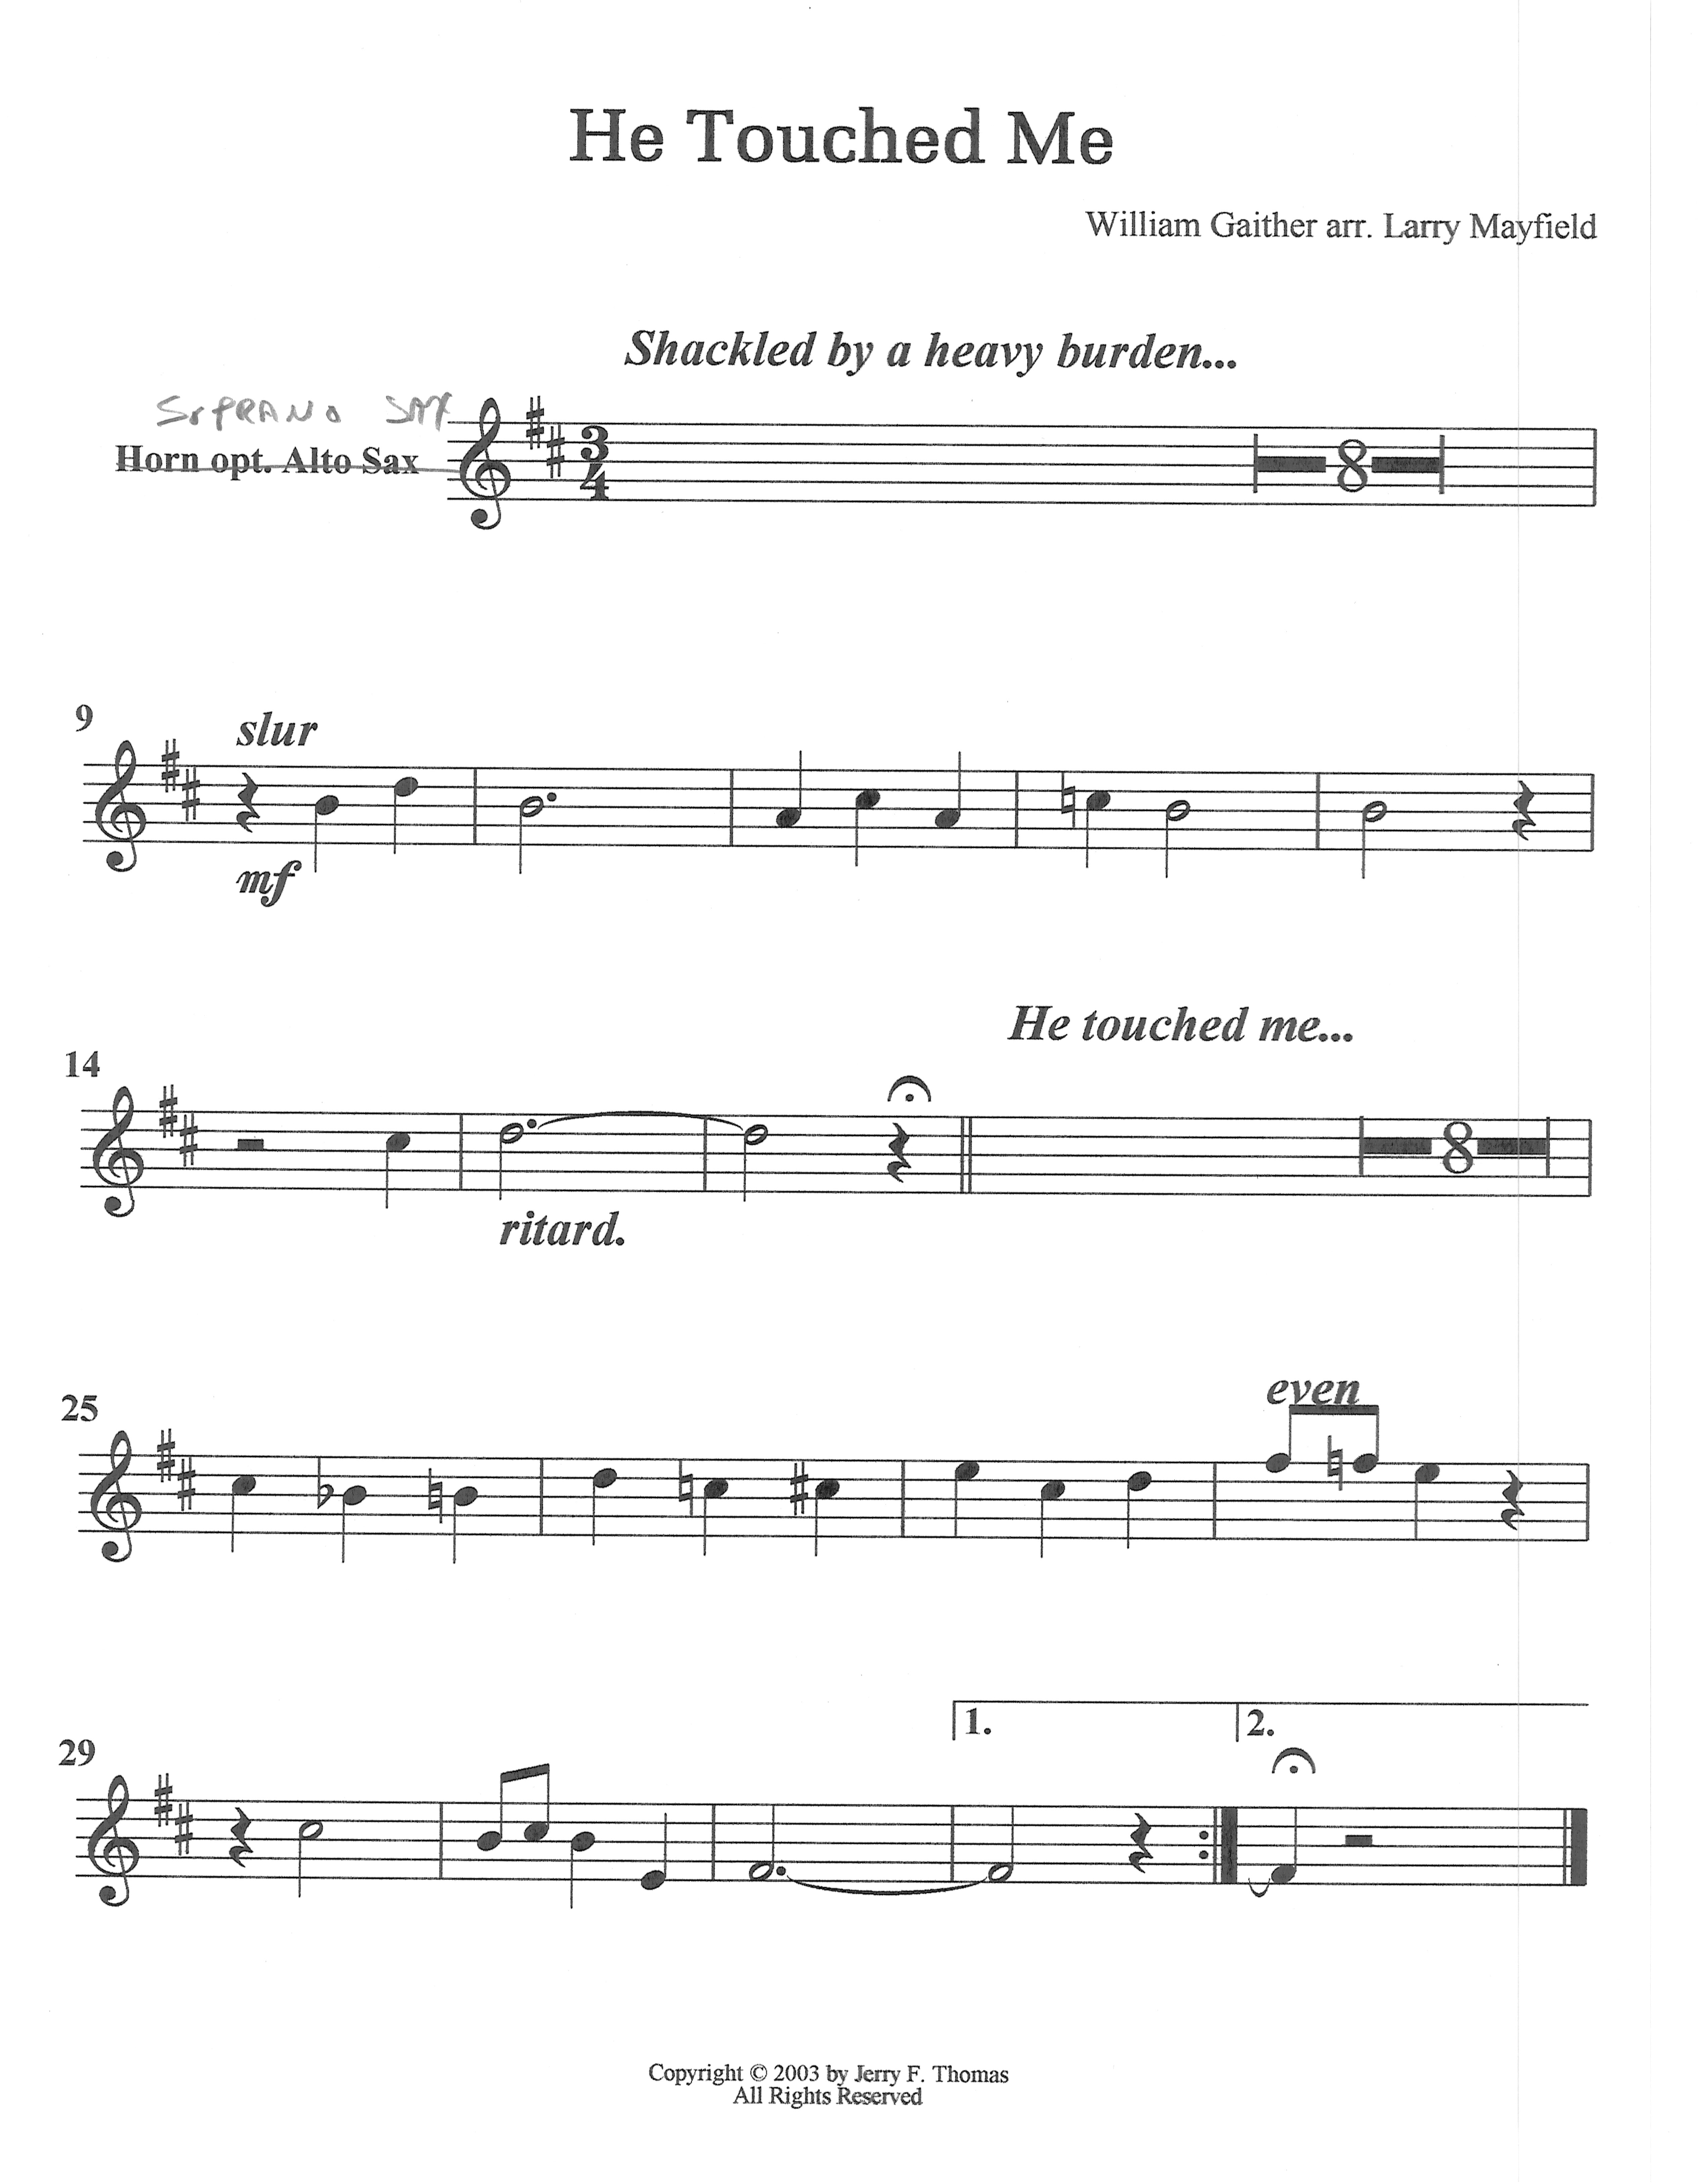 He Touched Me
William Gaither arr. Larry Mayfield
Shackled by a heavy burden...
SOPRANO SAX
Horn opt. Alto Sax
3
4
8
9
slur
mf
He touched me...
14
8
ritard.
even
25
1.
2.
29
Copyright © 2003 by Jerry F. Thomas
All Rights Reserved